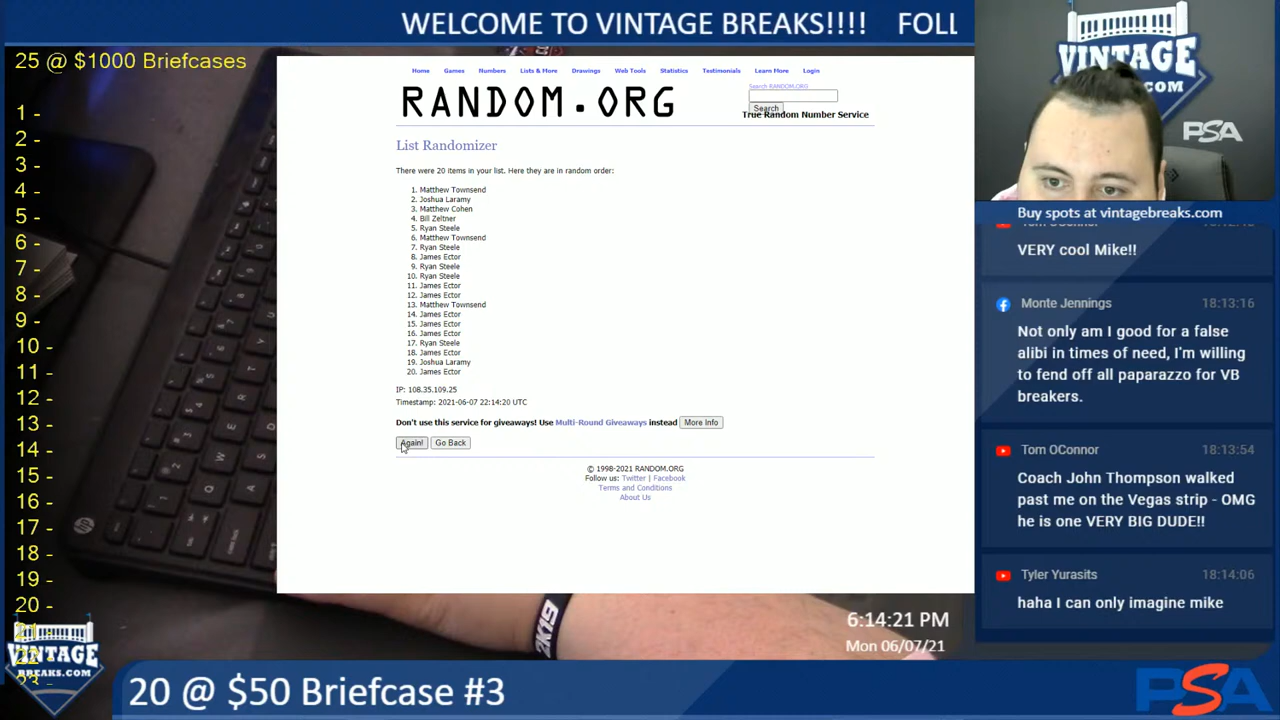 WELCOME TO VINTAGE BREAKS!!!! FOLL
25 @ $1000 Briefcases
1 -
2 -
3 -
4 -
5 -
6 -
7 -
8 -
9 -
10 -
11 -
12 -
13 -
14 -
15 -
16 -
17 -
18 -
19 -
20 -
22 -
23 -
Home Games Numbers Lists & More Drawings Web Tools Statistics Testimonials Learn More Login
RANDOM.ORG
Search RANDOM.ORG
Search
True Random Number Service
List Randomizer
There were 20 items in your list. Here they are in random order:
1. Matthew Townsend
2. Joshua Laramy
3. Matthew Cohen
4. Bill Zeltner
5. Ryan Steele
6. Matthew Townsend
7. Ryan Steele
8. James Ector
9. Ryan Steele
10. Ryan Steele
11. James Ector
12. James Ector
13. Matthew Townsend
14. James Ector
15. James Ector
16. James Ector
17. Ryan Steele
18. James Ector
19. Joshua Laramy
20. James Ector
IP: 108.35.109.25
Timestamp: 2021-06-07 22:14:20 UTC
Don't use this service for giveaways! Use Multi-Round Giveaways instead More Info
Again! Go Back
© 1998-2021 RANDOM.ORG
Follow us: Twitter | Facebook
Terms and Conditions
About Us
VINTAGE
PSA
Buy spots at vintagebreaks.com
Tom OConnor
VERY cool Mike!!
Monte Jennings 18:13:16
Not only am I good for a false
alibi in times of need, I'm willing
to fend off all paparazzo for VB
breakers.
Tom OConnor 18:13:54
Coach John Thompson walked
past me on the Vegas strip - OMG
he is one VERY BIG DUDE!!
Tyler Yurasits 18:14:06
haha I can only imagine mike
2K19
6:14:21 PM
Mon 06/07/21
VINTAGE
BREAKS.COM
20 @ $50 Briefcase #3
PSA